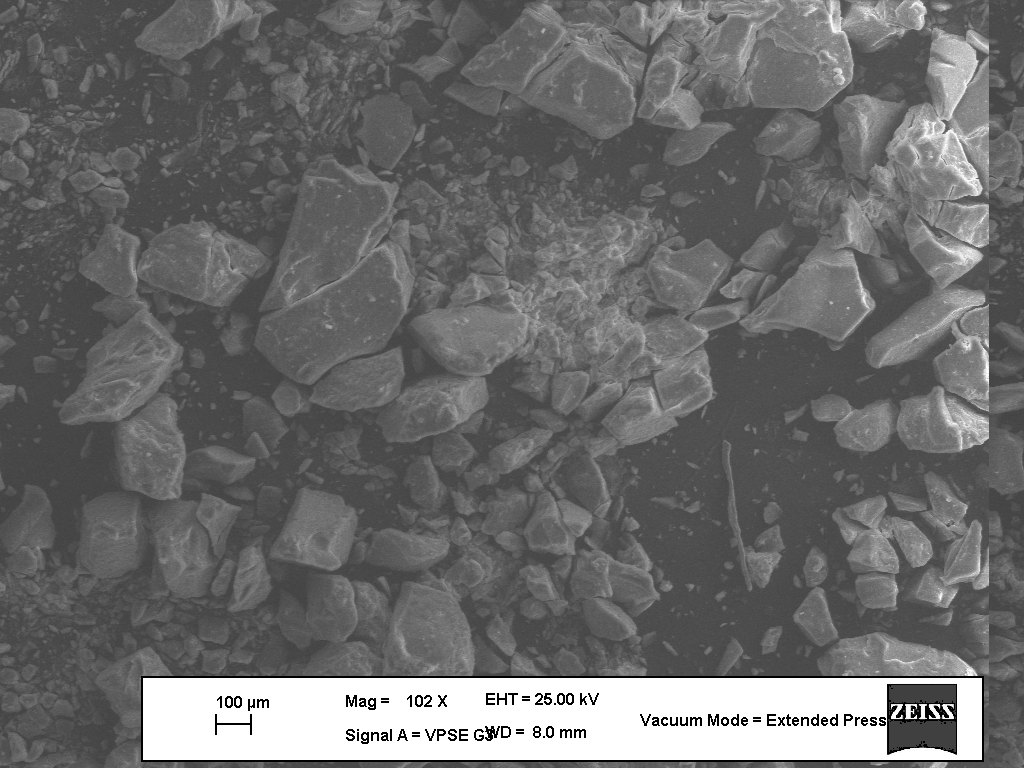 100 µm
Mag = 102 X
EHT = 25.00 kV
Signal A = VPSE G3
WD = 8.0 mm
Vacuum Mode = Extended Press
ZEISS